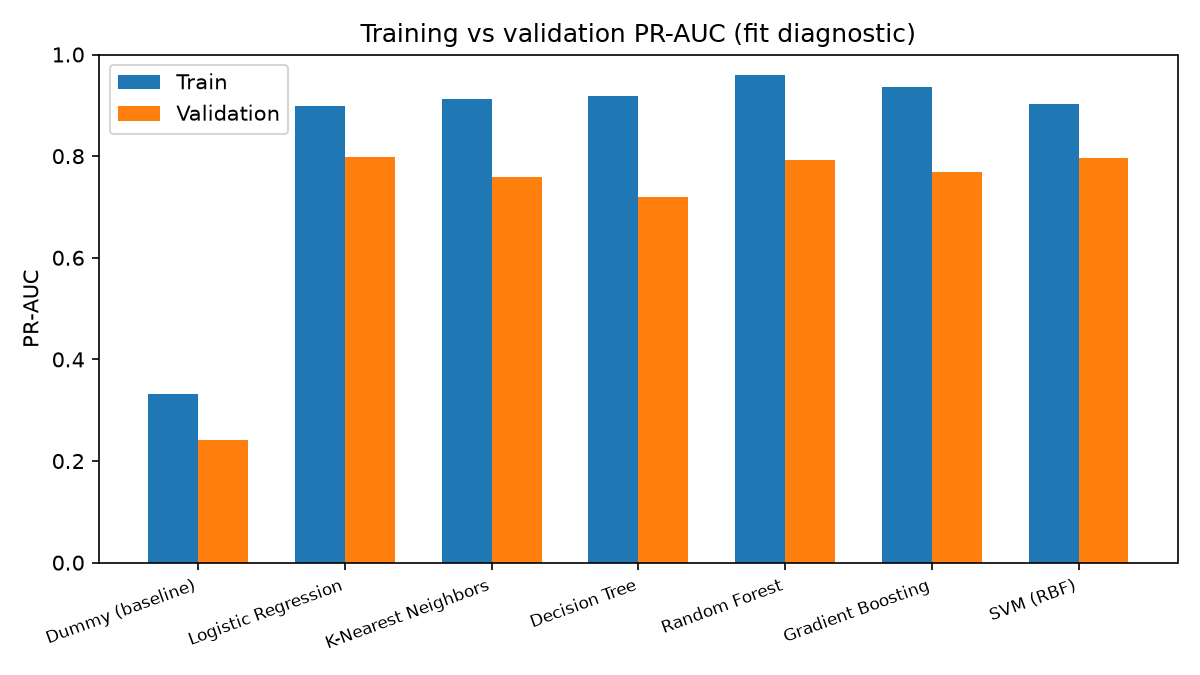 Training vs validation PR-AUC (fit diagnostic)
Train
Validation
PR-AUC
1.0
0.8
0.6
0.4
0.2
0.0
Dummy (baseline)
Logistic Regression
K-Nearest Neighbors
Decision Tree
Random Forest
Gradient Boosting
SVM (RBF)